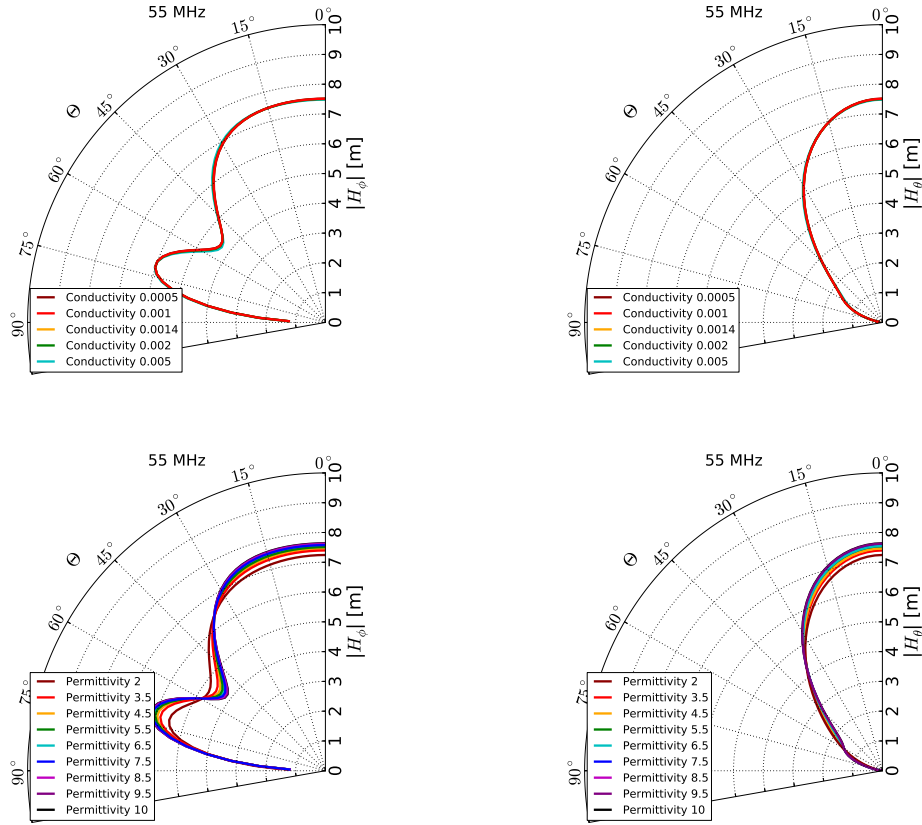 55 MHz
0°
15°
30°
45°
60°
75°
90°
Θ
10
9
8
7
6
5
4
3
2
1
0
|H_ϕ| [m]
Conductivity 0.0005
Conductivity 0.001
Conductivity 0.0014
Conductivity 0.002
Conductivity 0.005
55 MHz
0°
15°
30°
45°
60°
75°
90°
Θ
10
9
8
7
6
5
4
3
2
1
0
|H_θ| [m]
Conductivity 0.0005
Conductivity 0.001
Conductivity 0.0014
Conductivity 0.002
Conductivity 0.005
55 MHz
0°
15°
30°
45°
60°
75°
90°
Θ
10
9
8
7
6
5
4
3
2
1
0
|H_ϕ| [m]
Permittivity 2
Permittivity 3.5
Permittivity 4.5
Permittivity 5.5
Permittivity 6.5
Permittivity 7.5
Permittivity 8.5
Permittivity 9.5
Permittivity 10
55 MHz
0°
15°
30°
45°
60°
75°
90°
Θ
10
9
8
7
6
5
4
3
2
1
0
|H_θ| [m]
Permittivity 2
Permittivity 3.5
Permittivity 4.5
Permittivity 5.5
Permittivity 6.5
Permittivity 7.5
Permittivity 8.5
Permittivity 9.5
Permittivity 10